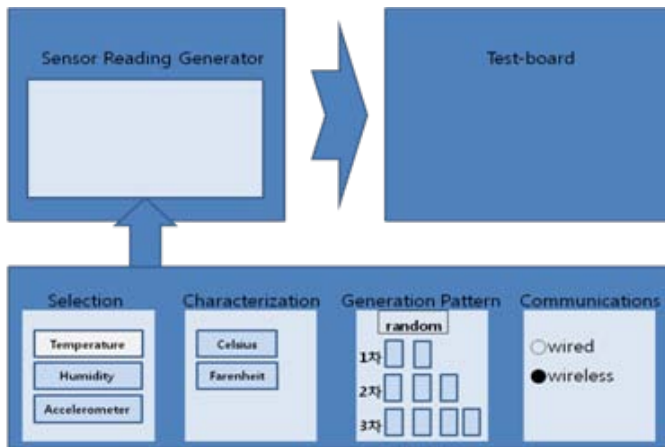 Sensor Reading Generator
Test-board
Selection
Temperature
Humidity
Accelerometer
Characterization
Celsius
Farenheit
Generation Pattern
random
1차
2차
3차
Communications
wired
wireless